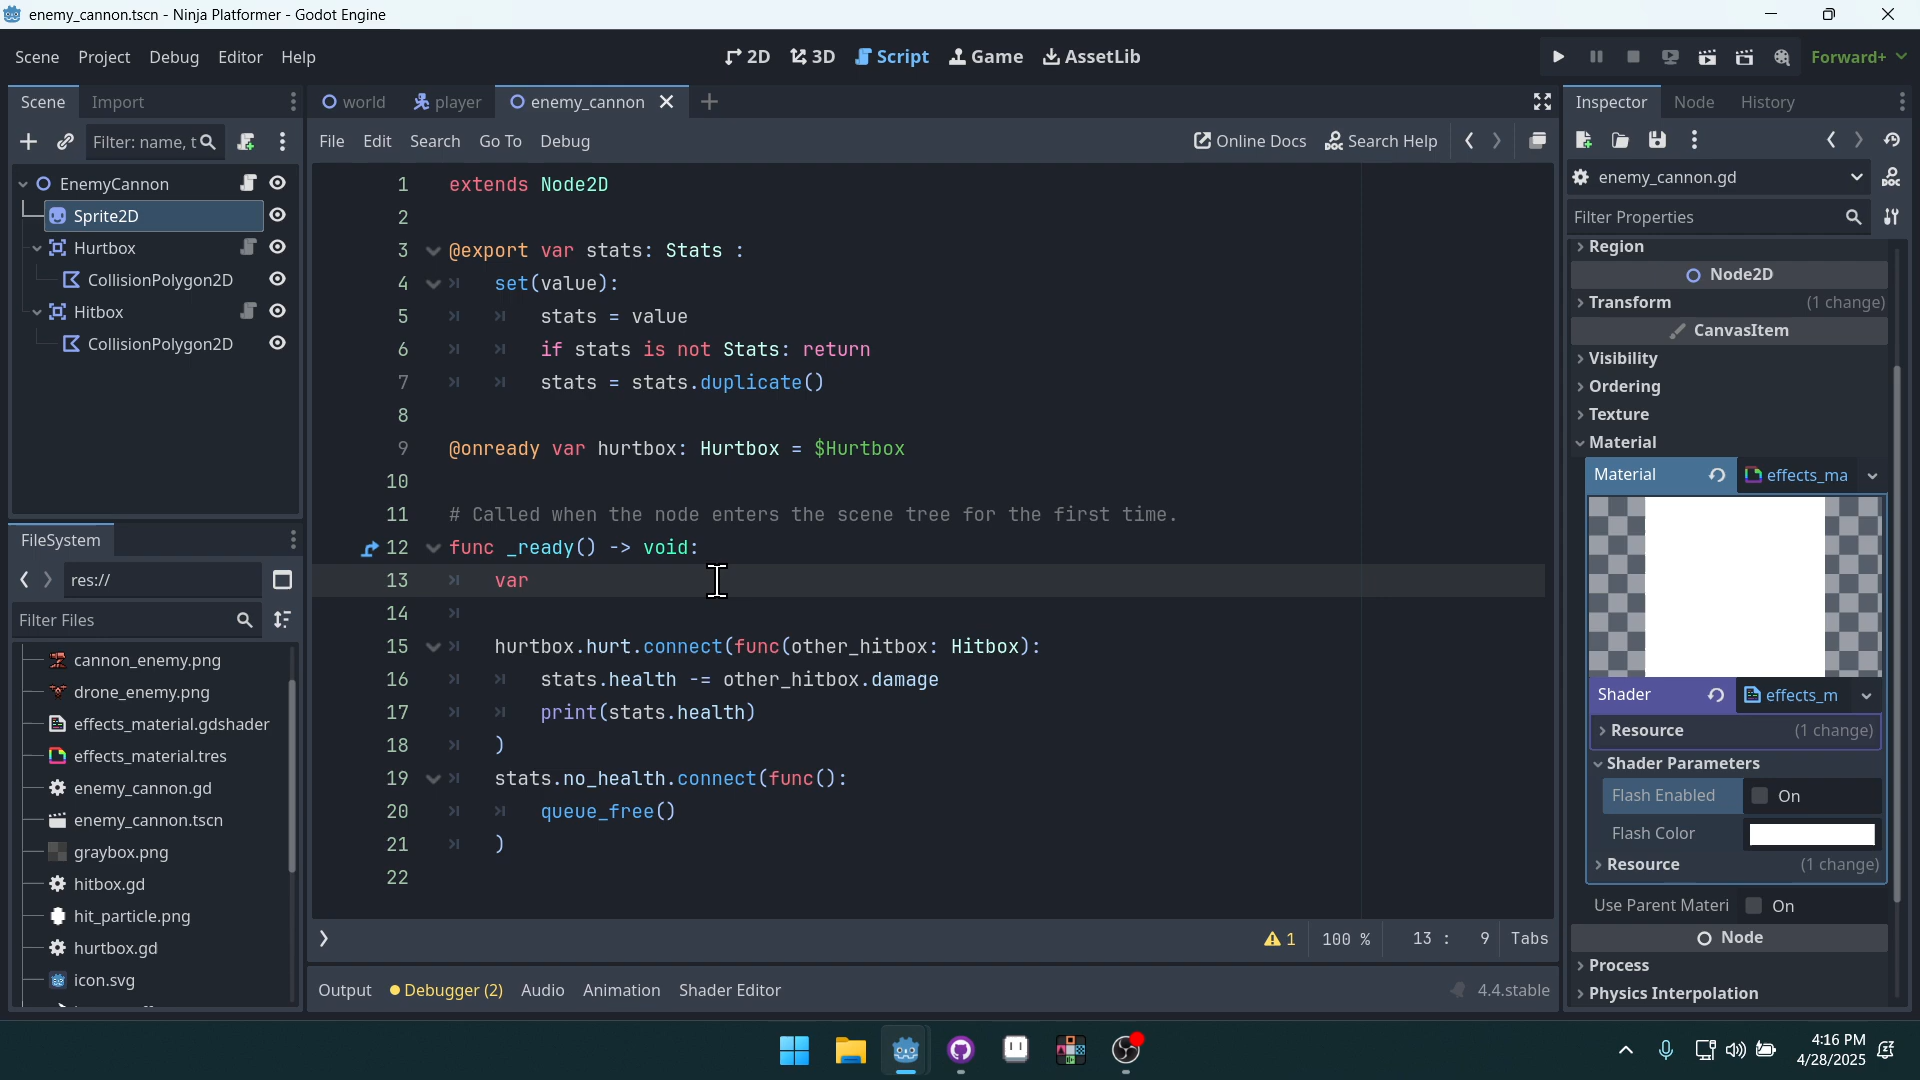 enemy_cannon.tscn - Ninja Platformer - Godot Engine
Scene Project Debug Editor Help
2D 3D Script Game AssetLib
Forward+
Scene Import
world player enemy_cannon
Inspector Node History
Filter: name, t
File Edit Search Go To Debug
Online Docs Search Help
EnemyCannon
Sprite2D
Hurtbox
CollisionPolygon2D
Hitbox
CollisionPolygon2D
FileSystem
res://
Filter Files
cannon_enemy.png
drone_enemy.png
effects_material.gdshader
effects_material.tres
enemy_cannon.gd
enemy_cannon.tscn
graybox.png
hitbox.gd
hit_particle.png
hurtbox.gd
icon.svg
1 extends Node2D
2
3 @export var stats: Stats :
4 set(value):
5 stats = value
6 if stats is not Stats: return
7 stats = stats.duplicate()
8
9 @onready var hurtbox: Hurtbox = $Hurtbox
10
11 # Called when the node enters the scene tree for the first time.
12 func _ready() -> void:
13 var
14
15 hurtbox.hurt.connect(func(other_hitbox: Hitbox):
16 stats.health -= other_hitbox.damage
17 print(stats.health)
18 )
19 stats.no_health.connect(func():
20 queue_free()
21 )
22
1 100 % 13 : 9 Tabs
Output Debugger (2) Audio Animation Shader Editor
4.4.stable
enemy_cannon.gd
Filter Properties
Region
Node2D
Transform (1 change)
CanvasItem
Visibility
Ordering
Texture
Material
Material effects_ma
Shader effects_m
Resource (1 change)
Shader Parameters
Flash Enabled On
Flash Color
Resource (1 change)
Use Parent Materi On
Node
Process
Physics Interpolation
4:16 PM
4/28/2025